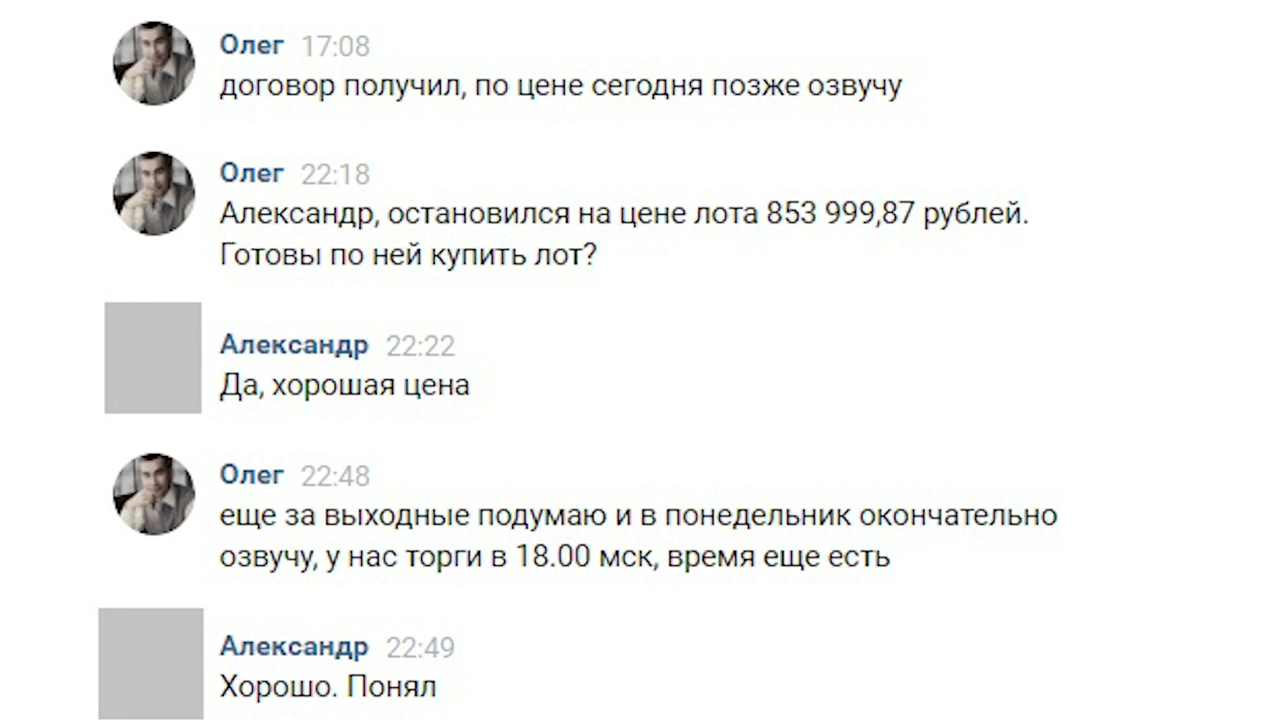 Олег 17:08
договор получил, по цене сегодня позже озвучу
Олег 22:18
Александр, остановился на цене лота 853 999,87 рублей.
Готовы по ней купить лот?
Александр 22:22
Да, хорошая цена
Олег 22:48
еще за выходные подумаю и в понедельник окончательно
озвучу, у нас торги в 18.00 мск, время еще есть
Александр 22:49
Хорошо. Понял